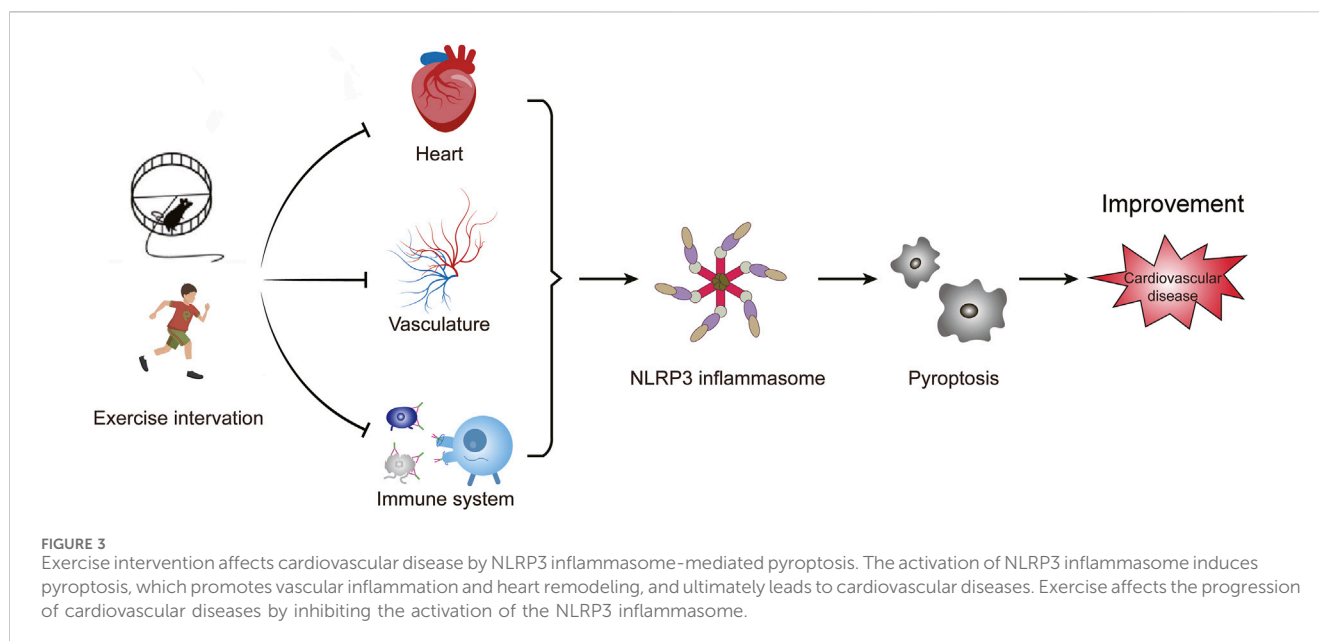 Heart
Improvement
Cardiovascular
disease
Vasculature
NLRP3 inflammasome
Pyroptosis
Exercise intervation
Immune system
FIGURE 3
Exercise intervention affects cardiovascular disease by NLRP3 inflammasome-mediated pyroptosis. The activation of NLRP3 inflammasome induces
pyroptosis, which promotes vascular inflammation and heart remodeling, and ultimately leads to cardiovascular diseases. Exercise affects the progression
of cardiovascular diseases by inhibiting the activation of the NLRP3 inflammasome.